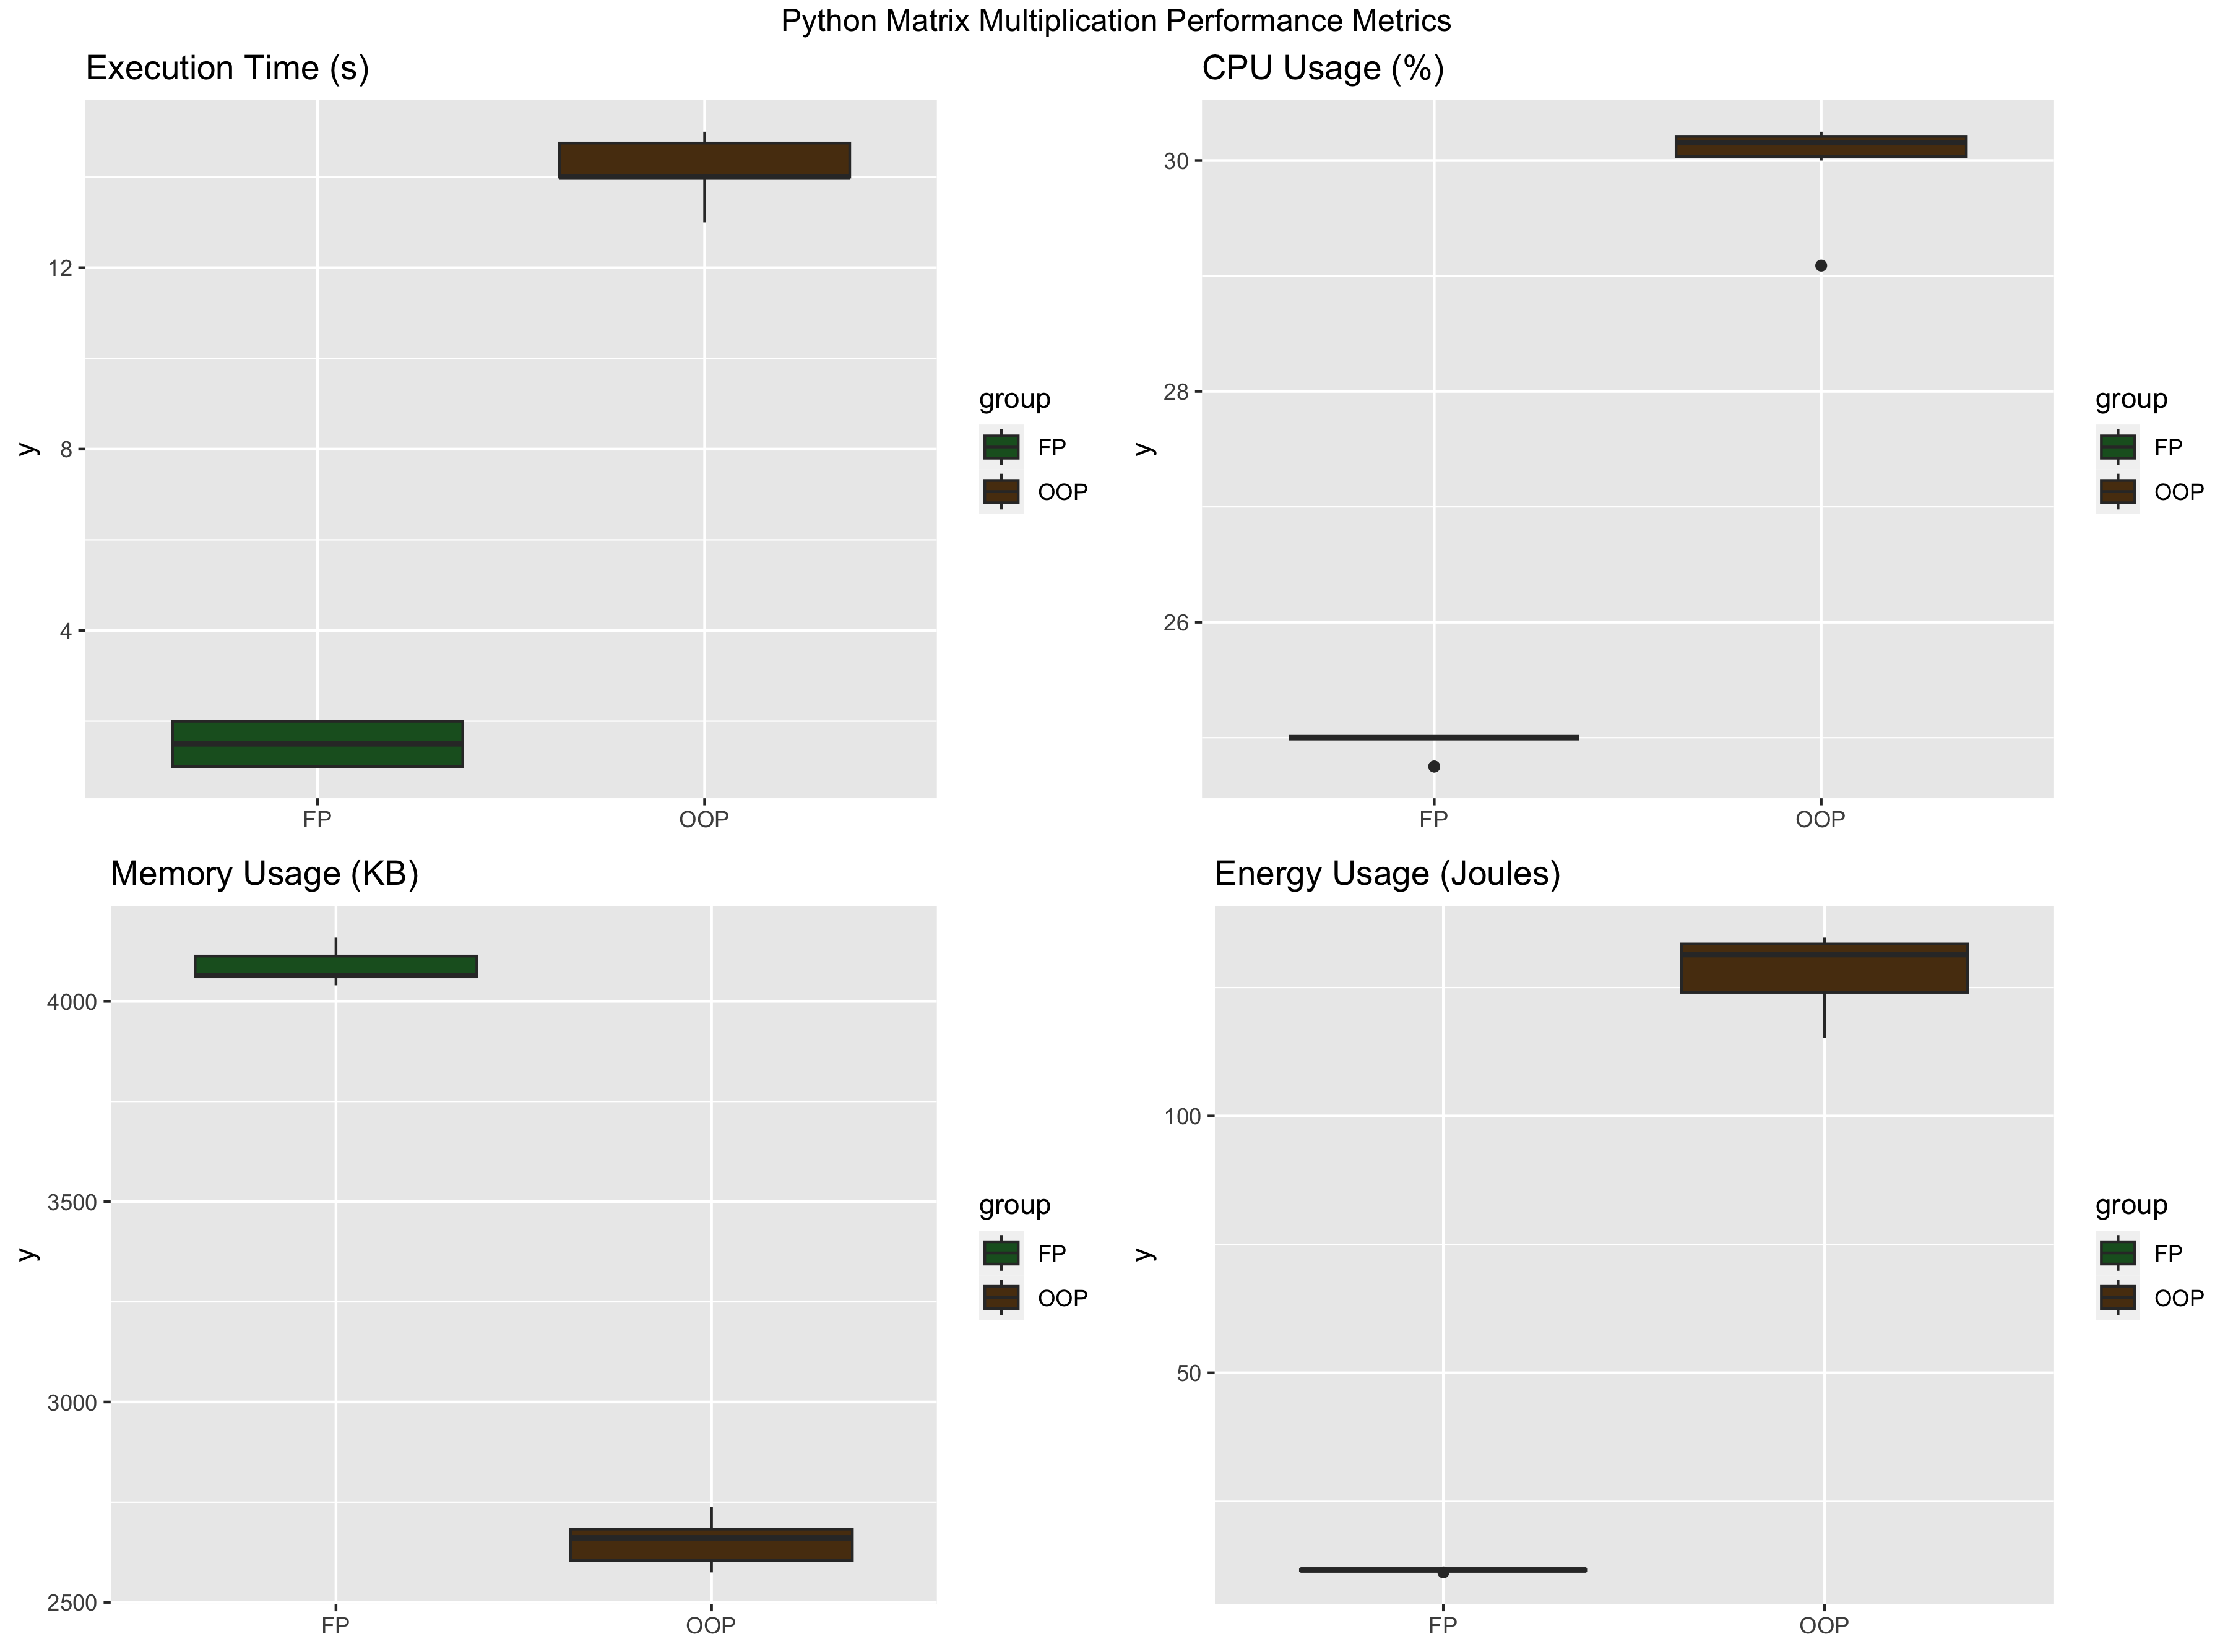 Python Matrix Multiplication Performance Metrics
Execution Time (s)
y
12
8
4
FP
OOP
group
FP
OOP
CPU Usage (%)
y
30
28
26
FP
OOP
group
FP
OOP
Memory Usage (KB)
y
4000
3500
3000
2500
FP
OOP
group
FP
OOP
Energy Usage (Joules)
y
100
50
FP
OOP
group
FP
OOP